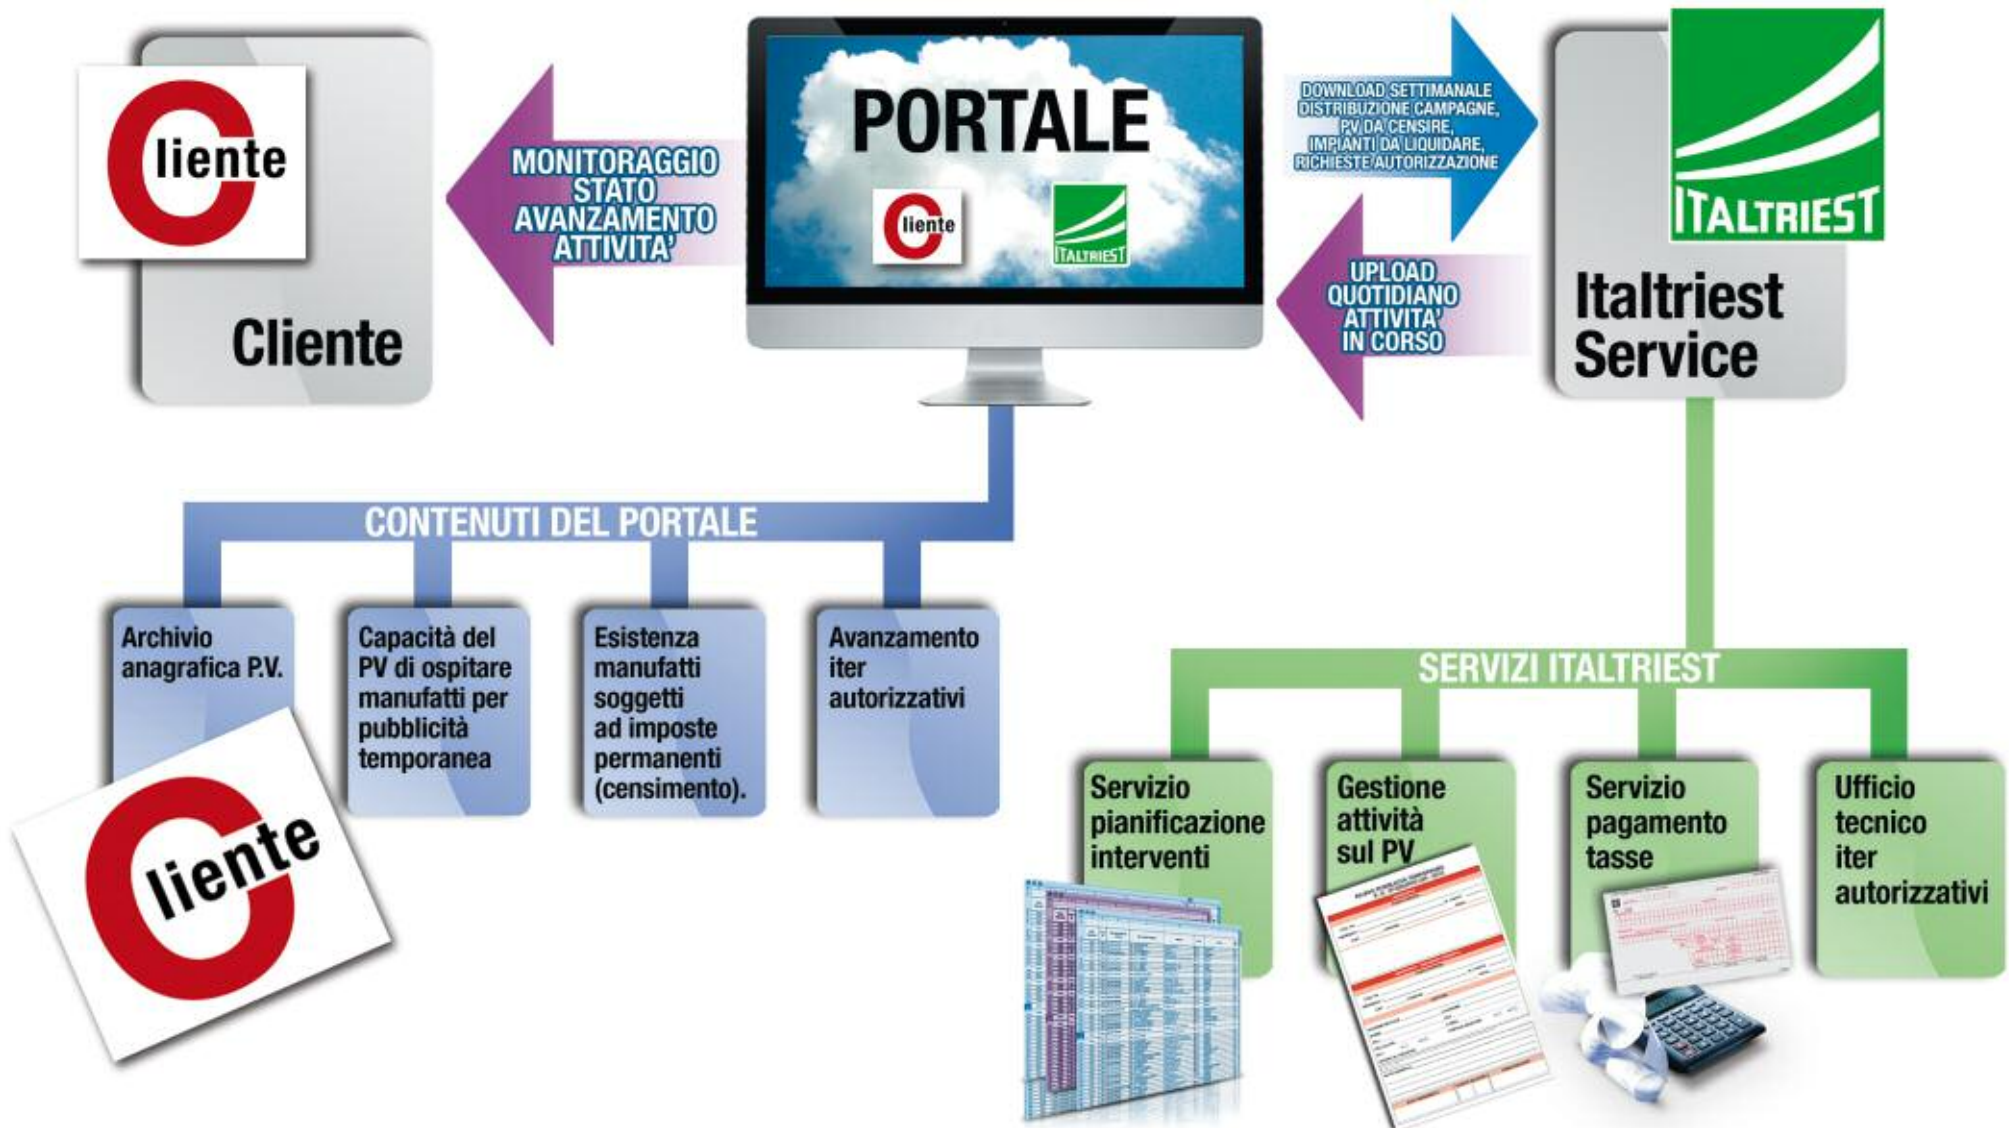 Cliente
Cliente
MONITORAGGIO
STATO
AVANZAMENTO
ATTIVITA'
PORTALE
Cliente
ITALTRIEST
DOWNLOAD SETTIMANALE
DISTRIBUZIONE CAMPAGNE,
PV DA CENSIRE,
IMPIANTI DA LIQUIDARE,
RICHIESTE AUTORIZZAZIONE
UPLOAD
QUOTIDIANO
ATTIVITA'
IN CORSO
ITALTRIEST
Italtriest
Service
CONTENUTI DEL PORTALE
Archivio
anagrafica P.V.
Cliente
Capacità del
PV di ospitare
manufatti per
pubblicità
temporanea
Esistenza
manufatti
soggetti
ad imposte
permanenti
(censimento).
Avanzamento
iter
autorizzativi
SERVIZI ITALTRIEST
Servizio
pianificazione
interventi
Gestione
attività
sul PV
Servizio
pagamento
tasse
Ufficio
tecnico
iter
autorizzativi